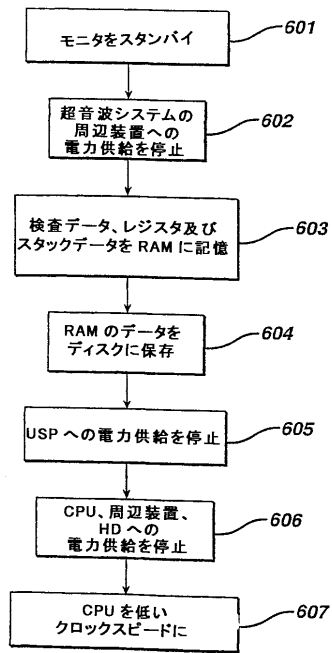 モニタをスタンバイ
601
超音波システムの
周辺装置への
電力供給を停止
602
検査データ、レジスタ及び
スタックデータをRAMに記憶
603
RAMのデータを
ディスクに保存
604
USPへの電力供給を停止
605
CPU、周辺装置、
HDへの
電力供給を停止
606
CPUを低い
クロックスピードに
607